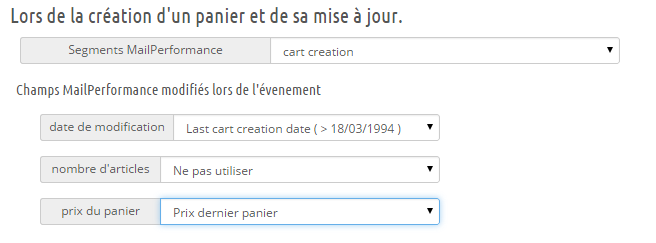 Lors de la création d'un panier et de sa mise à jour.
Segments MailPerformance cart creation
Champs MailPerformance modifiés lors de l'évenement
date de modification Last cart creation date ( > 18/03/1994 )
nombre d'articles Ne pas utiliser
prix du panier Prix dernier panier